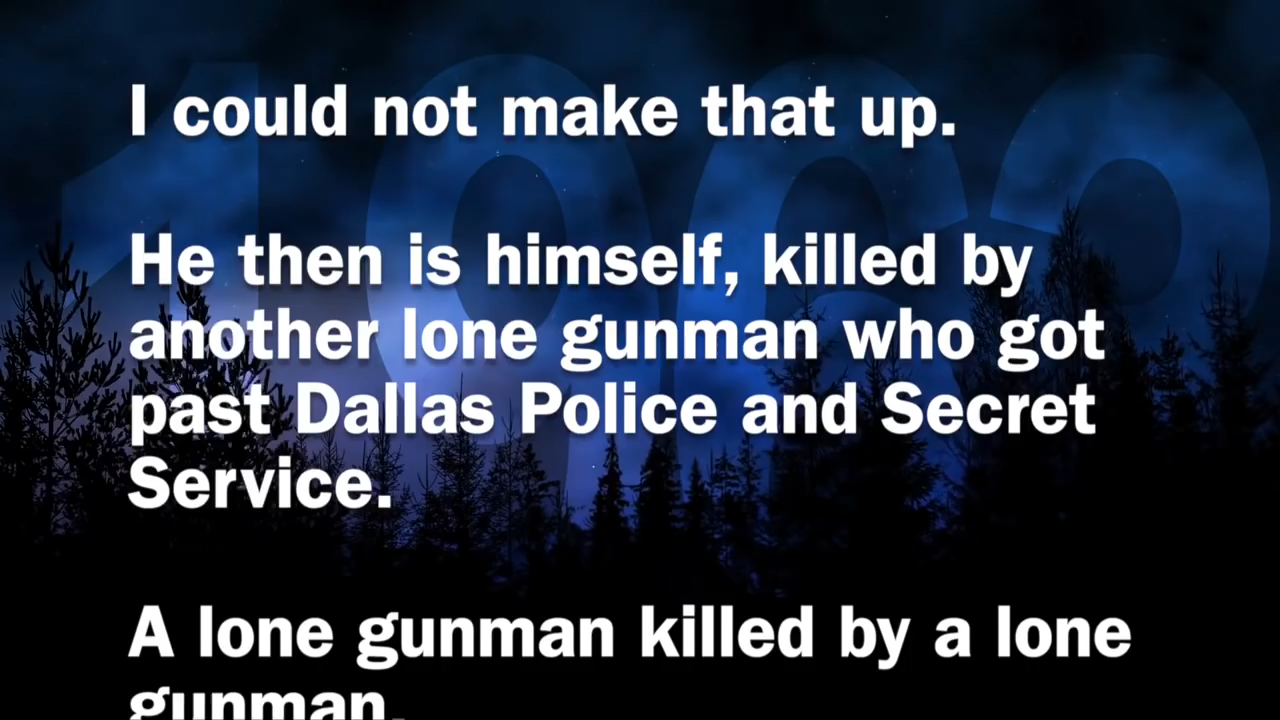 I could not make that up.
He then is himself, killed by
another lone gunman who got
past Dallas Police and Secret
Service.
A lone gunman killed by a lone
gunman.